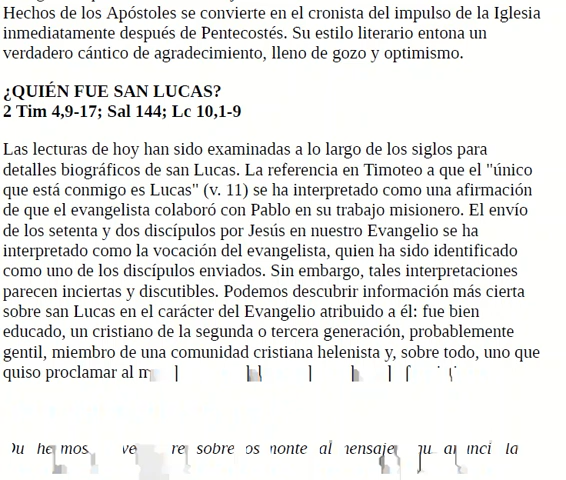 Hechos de los Apóstoles se convierte en el cronista del impulso de la Iglesia
inmediatamente después de Pentecostés. Su estilo literario entona un
verdadero cántico de agradecimiento, lleno de gozo y optimismo.
¿QUIÉN FUE SAN LUCAS?
2 Tim 4,9-17; Sal 144; Lc 10,1-9
Las lecturas de hoy han sido examinadas a lo largo de los siglos para
detalles biográficos de san Lucas. La referencia en Timoteo a que el "único
que está conmigo es Lucas" (v. 11) se ha interpretado como una afirmación
de que el evangelista colaboró con Pablo en su trabajo misionero. El envío
de los setenta y dos discípulos por Jesús en nuestro Evangelio se ha
interpretado como la vocación del evangelista, quien ha sido identificado
como uno de los discípulos enviados. Sin embargo, tales interpretaciones
parecen inciertas y discutibles. Podemos descubrir información más cierta
sobre san Lucas en el carácter del Evangelio atribuido a él: fue bien
educado, un cristiano de la segunda o tercera generación, probablemente
gentil, miembro de una comunidad cristiana helenista y, sobre todo, uno que
quiso proclamar al
sobre al la